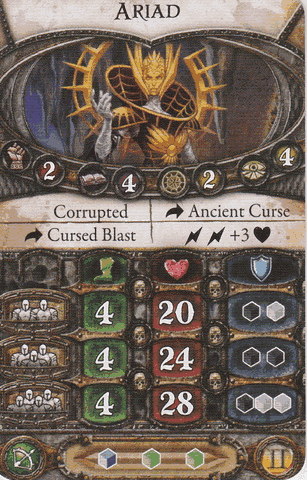 ARIAD
2 4 2 4
Corrupted
Ancient Curse
Cursed Blast
+3
4 20
4 24
4 28
II